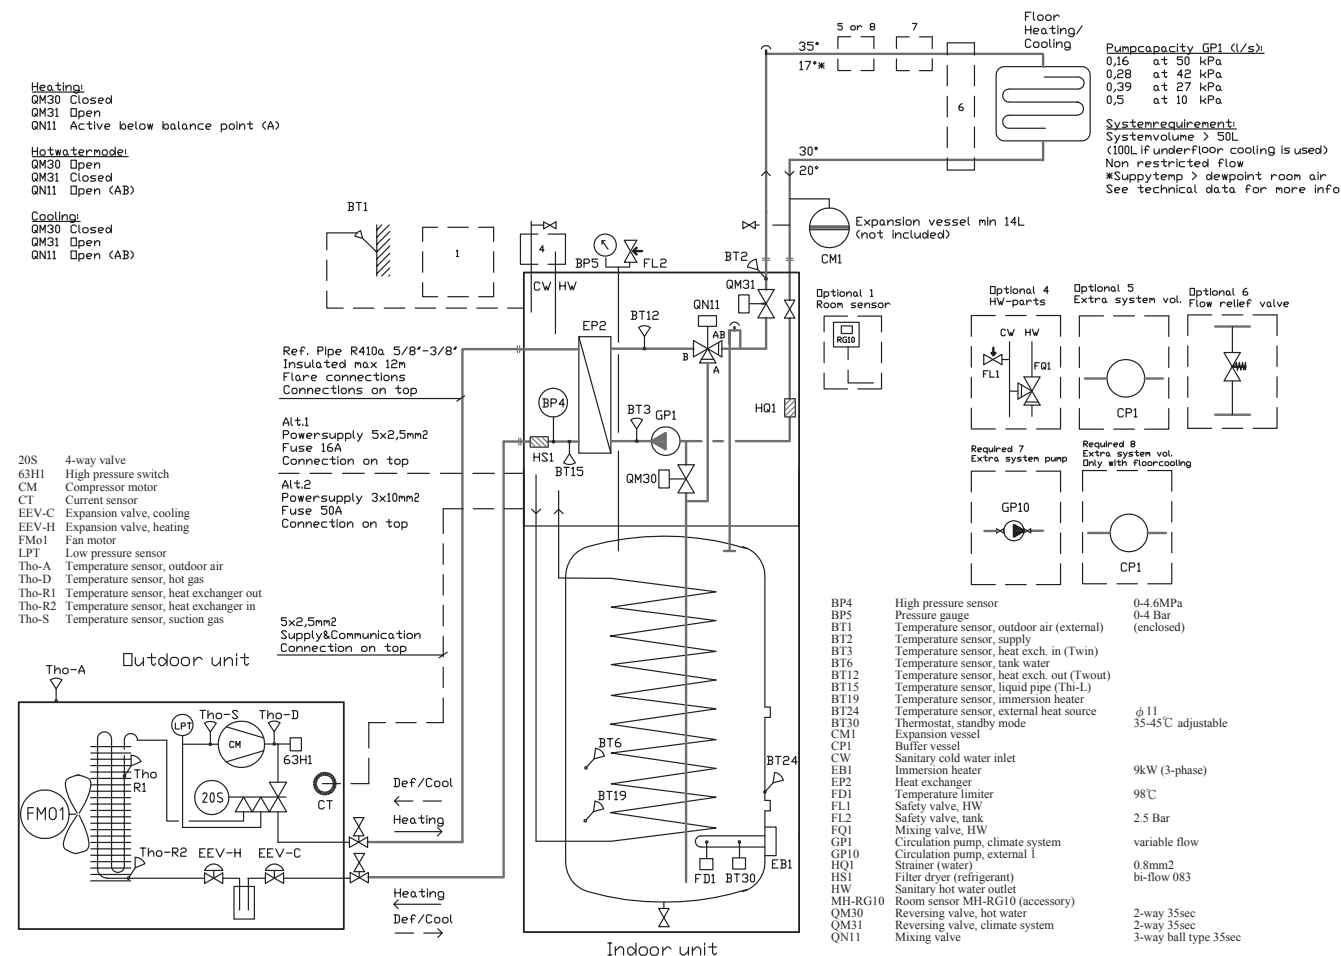 Heating:
QM30 Closed
QM31 Open
QN11 Active below balance point (A)
Hotwatermode:
QM30 Open
QM31 Closed
QN11 Open (AB)
Cooling:
QM30 Closed
QM31 Open
QN11 Open (AB)
BT1
1
4
BP5
FL2
CW HW
EP2
BT12
QN11
AB
B
A
BT2
QM31
35°
17°*
5 or 8
7
6
30°
20°
Floor
Heating/
Cooling
Pumpcapacity GP1 (l/s):
0,16 at 50 kPa
0,28 at 42 kPa
0,39 at 27 kPa
0,5 at 10 kPa
Systemrequirement:
Systemvolume > 50L
(100L if underfloor cooling is used)
Non restricted flow
*Suppytemp > dewpoint room air
See technical data for more info
Expansion vessel min 14L
(not included)
CM1
Optional 1
Room sensor
RG10
Optional 4
HW-parts
CW HW
FL1
FQ1
Optional 5
Extra system vol.
CP1
Optional 6
Flow relief valve
Required 7
Extra system pump
GP10
Required 8
Extra system vol.
Only with floorcooling
CP1
Ref. Pipe R410a 5/8"-3/8"
Insulated max 12m
Flare connections
Connections on top
Alt.1
Powersupply 5x2,5mm2
Fuse 16A
Connection on top
Alt.2
Powersupply 3x10mm2
Fuse 50A
Connection on top
5x2,5mm2
Supply&Communication
Connection on top
BP4
HS1
BT15
BT3
GP1
HQ1
QM30
BT6
BT19
BT24
FD1
BT30
EB1
Indoor unit
20S 4-way valve
63H1 High pressure switch
CM Compressor motor
CT Current sensor
EEV-C Expansion valve, cooling
EEV-H Expansion valve, heating
FMo1 Fan motor
LPT Low pressure sensor
Tho-A Temperature sensor, outdoor air
Tho-D Temperature sensor, hot gas
Tho-R1 Temperature sensor, heat exchanger out
Tho-R2 Temperature sensor, heat exchanger in
Tho-S Temperature sensor, suction gas
Outdoor unit
Tho-A
LPT
Tho-S
Tho-D
CM
63H1
Tho
R1
20S
FMO1
CT
Tho-R2
EEV-H
EEV-C
Def/Cool
Heating
Heating
Def/Cool
BP4 High pressure sensor 0-4.6MPa
BP5 Pressure gauge 0-4 Bar
BT1 Temperature sensor, outdoor air (external) (enclosed)
BT2 Temperature sensor, supply
BT3 Temperature sensor, heat exch. in (Twin)
BT6 Temperature sensor, tank water
BT12 Temperature sensor, heat exch. out (Twout)
BT15 Temperature sensor, liquid pipe (Thi-L)
BT19 Temperature sensor, immersion heater
BT24 Temperature sensor, external heat source ϕ 11
BT30 Thermostat, standby mode 35-45℃ adjustable
CM1 Expansion vessel
CP1 Buffer vessel
CW Sanitary cold water inlet
EB1 Immersion heater 9kW (3-phase)
EP2 Heat exchanger
FD1 Temperature limiter 98℃
FL1 Safety valve, HW
FL2 Safety valve, tank 2.5 Bar
FQ1 Mixing valve, HW
GP1 Circulation pump, climate system variable flow
GP10 Circulation pump, external 1
HQ1 Strainer (water) 0.8mm2
HS1 Filter dryer (refrigerant) bi-flow 083
HW Sanitary hot water outlet
MH-RG10 Room sensor MH-RG10 (accessory)
QM30 Reversing valve, hot water 2-way 35sec
QM31 Reversing valve, climate system 2-way 35sec
QN11 Mixing valve 3-way ball type 35sec